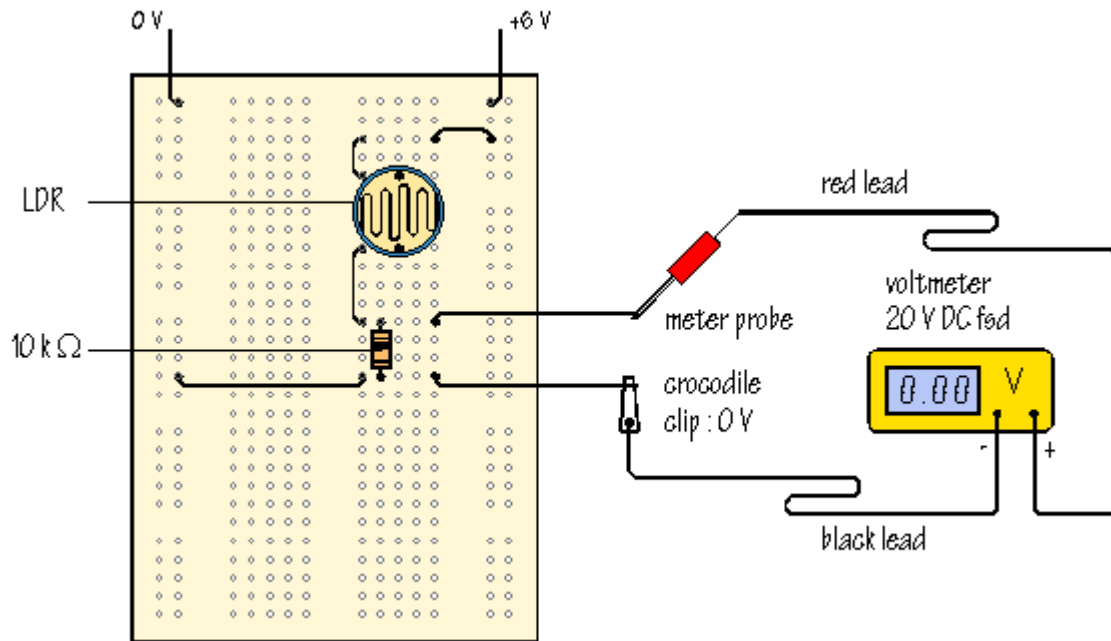 0 V
+6 V
LDR
red lead
voltmeter
20 V DC fsd
meter probe
10 k Ω
crocodile
clip : 0 V
0.00
V
-
+
black lead